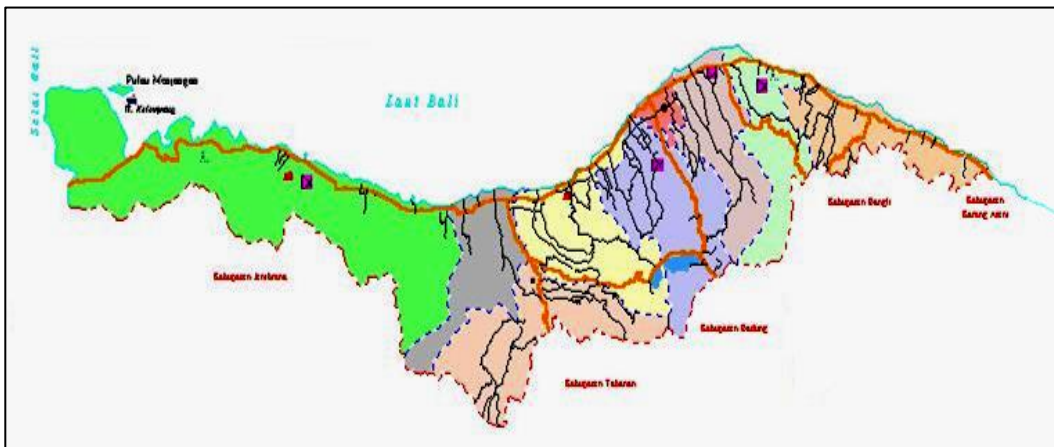 Selat Bali
Pulau Menjangan
Laut Bali
Kabupaten Jembrana
Kabupaten Bangli
Kabupaten
Karang Asem
Kabupaten Badung
Kabupaten Tabanan